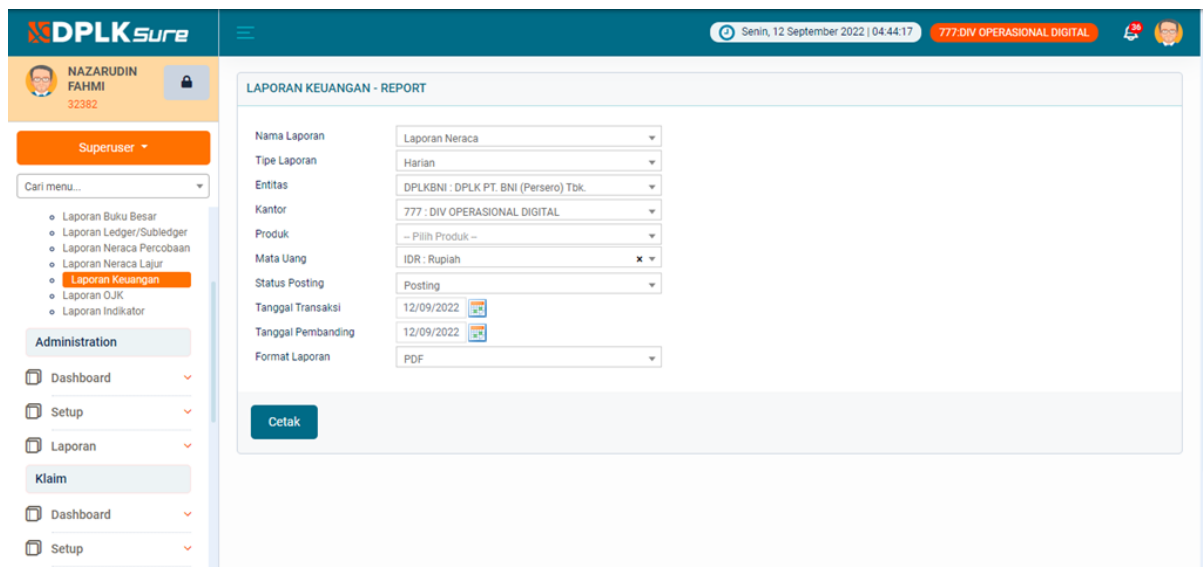 DPLK Sure
Senin, 12 September 2022 | 04:44:17
777:DIV OPERASIONAL DIGITAL
36
NAZARUDIN
FAHMI
32382
Superuser
Cari menu...
Laporan Buku Besar
Laporan Ledger/Subledger
Laporan Neraca Percobaan
Laporan Neraca Lajur
Laporan Keuangan
Laporan OJK
Laporan Indikator
Administration
Dashboard
Setup
Laporan
Klaim
Dashboard
Setup
LAPORAN KEUANGAN - REPORT
Nama Laporan Laporan Neraca
Tipe Laporan Harian
Entitas DPLKBNI : DPLK PT. BNI (Persero) Tbk.
Kantor 777 : DIV OPERASIONAL DIGITAL
Produk -- Pilih Produk --
Mata Uang IDR : Rupiah x
Status Posting Posting
Tanggal Transaksi 12/09/2022
Tanggal Pembanding 12/09/2022
Format Laporan PDF
Cetak